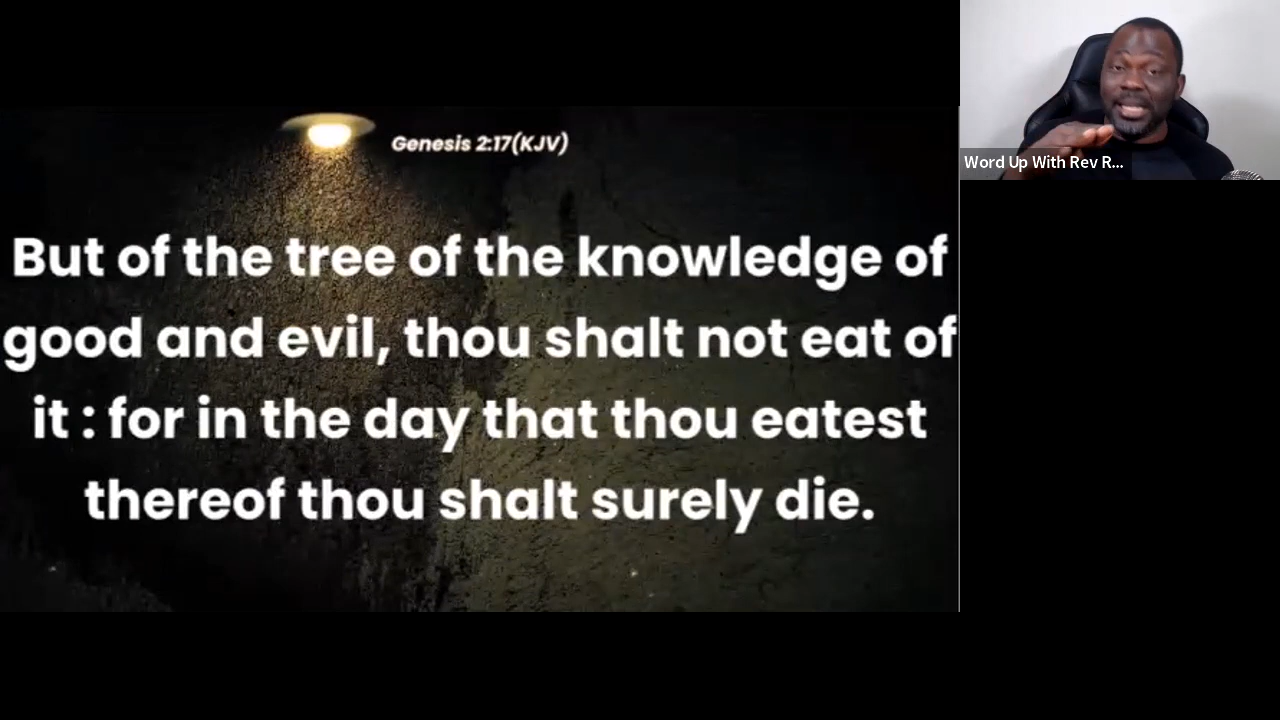 Genesis 2:17(KJV)
But of the tree of the knowledge of
good and evil, thou shalt not eat of
it : for in the day that thou eatest
thereof thou shalt surely die.
Word Up With Rev R...